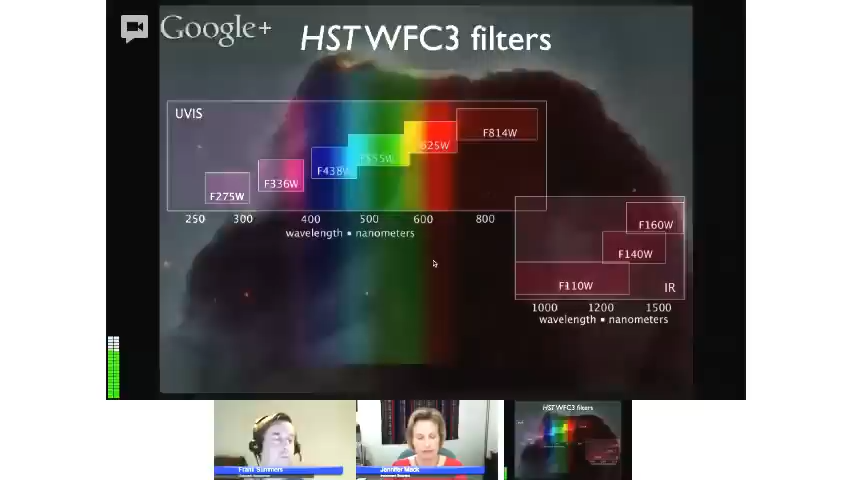 Google+
HST WFC3 filters
UVIS
F814W
F625W
F555W
F438W
F336W
F275W
250 300 400 500 600 800
wavelength ▪ nanometers
F160W
F140W
F110W
IR
1000 1200 1500
wavelength ▪ nanometers
HST WFC3 filters
Frank Summers
Jennifer Mack